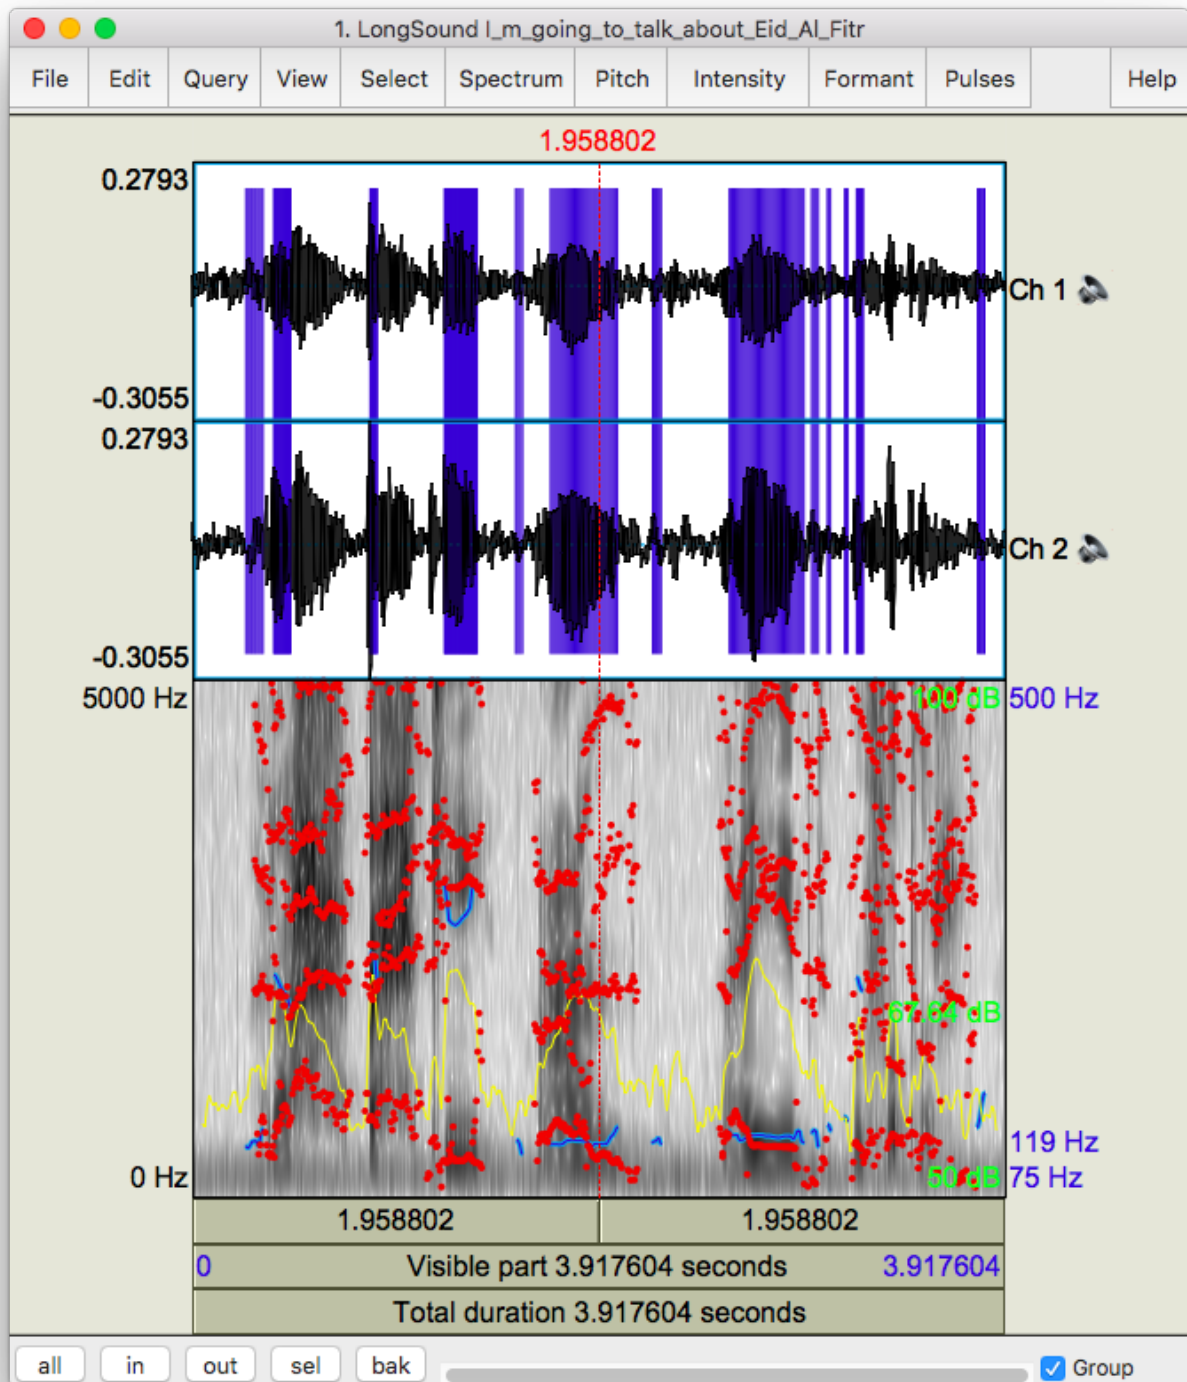 1. LongSound I_m_going_to_talk_about_Eid_Al_Fitr
File Edit Query View Select Spectrum Pitch Intensity Formant Pulses Help
1.958802
0.2793
Ch 1
-0.3055
0.2793
Ch 2
-0.3055
5000 Hz 100 dB 500 Hz
67.64 dB
119 Hz
0 Hz 50 dB 75 Hz
1.958802 1.958802
0 Visible part 3.917604 seconds 3.917604
Total duration 3.917604 seconds
all in out sel bak Group